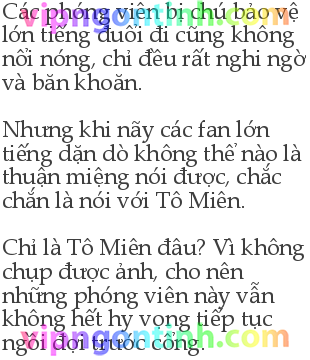 Các phóng viên bị chú bảo vệ
lớn tiếng đuổi đi cũng không
nổi nóng, chỉ đều rất nghi ngờ
và băn khoăn.
Nhưng khi nãy các fan lớn
tiếng dặn dò không thể nào là
thuận miệng nói được, chắc
chắn là nói với Tô Miên.
Chỉ là Tô Miên đâu? Vì không
chụp được ảnh, cho nên
những phóng viên này vẫn
không hết hy vọng tiếp tục
ngồi đợi trước cổng.
vipngontinh.com
vipngontinh.com